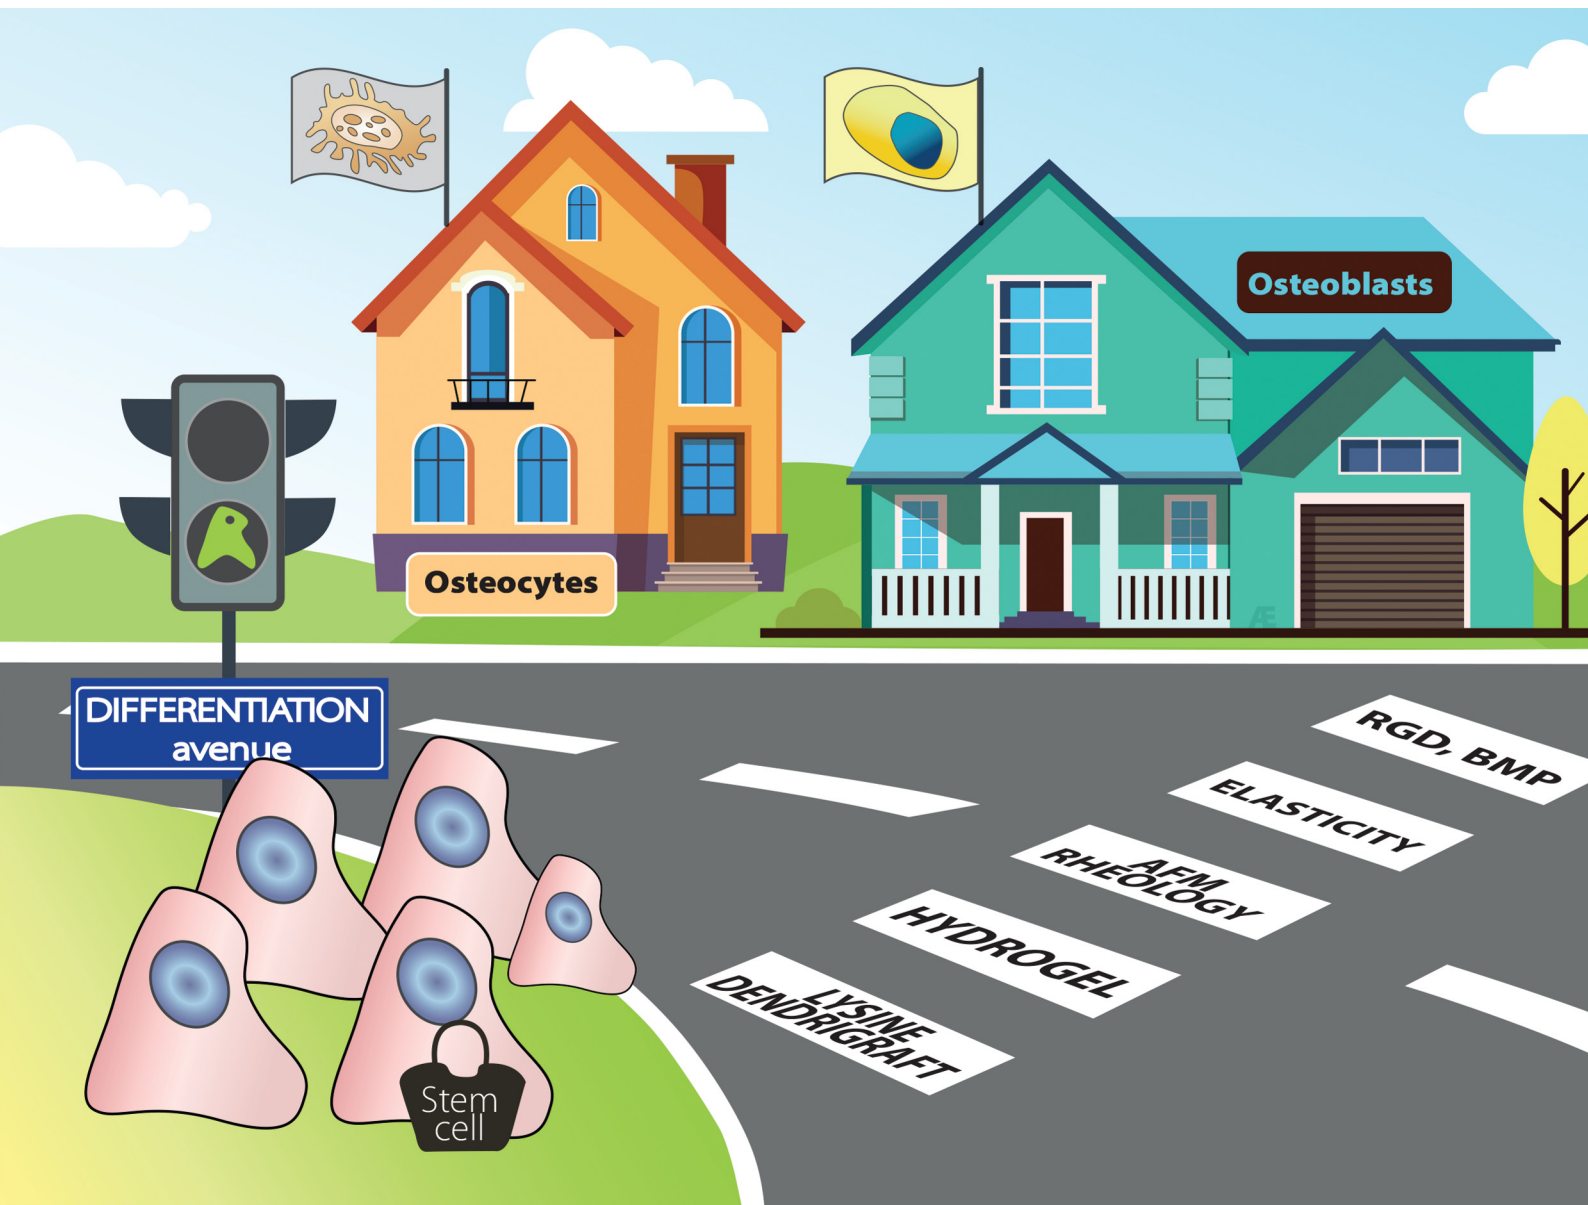 Osteoblasts
Osteocytes
Æ
DIFFERENTIATION
avenue
RGD, BMP
ELASTICITY
AFM
RHEOLOGY
HYDROGEL
LYSINE
DENDRIGRAFT
Stem
cell